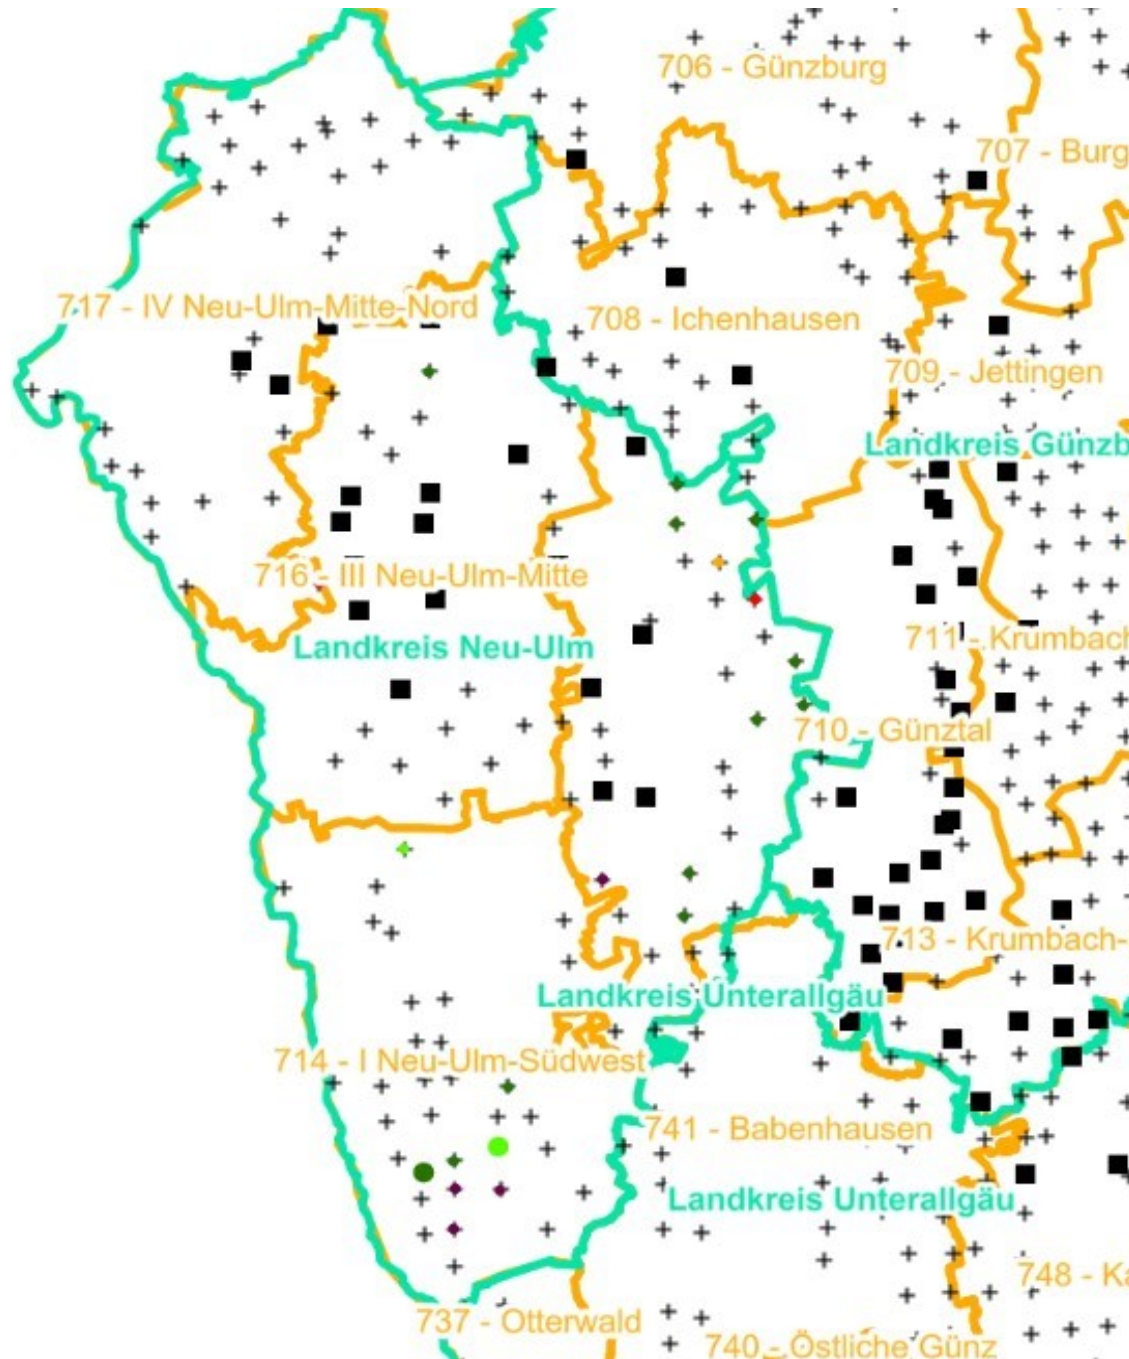 706 - Günzburg
707 - Burg
717 - IV Neu-Ulm-Mitte-Nord
708 - Ichenhausen
709 - Jettingen
Landkreis Günzb
716 - III Neu-Ulm-Mitte
711 - Krumbach
Landkreis Neu-Ulm
710 - Günztal
713 - Krumbach-
Landkreis Unterallgäu
714 - I Neu-Ulm-Südwest
741 - Babenhausen
Landkreis Unterallgäu
748 - Ka
737 - Otterwald
740 - Östliche Günz